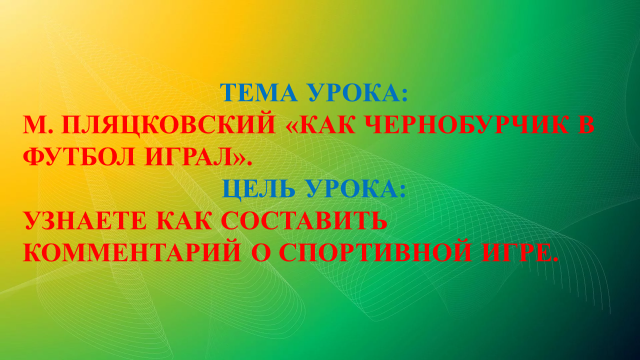 ТЕМА УРОКА:
М. ПЛЯЦКОВСКИЙ «КАК ЧЕРНОБУРЧИК В
ФУТБОЛ ИГРАЛ».
ЦЕЛЬ УРОКА:
УЗНАЕТЕ КАК СОСТАВИТЬ
КОММЕНТАРИЙ О СПОРТИВНОЙ ИГРЕ.